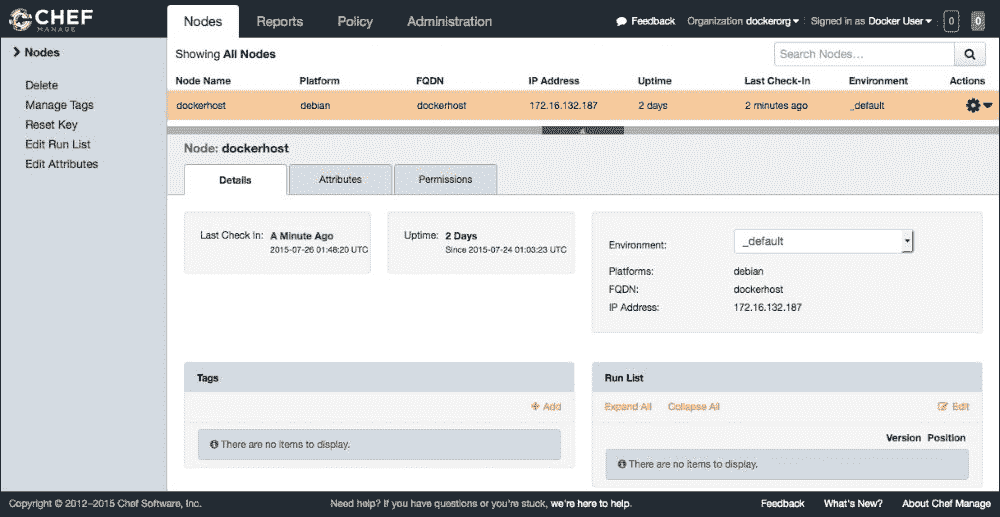 CHEF
MANAGE
Nodes Reports Policy Administration
Feedback Organization dockerorg Signed in as Docker User 0 0
Nodes
Delete
Manage Tags
Reset Key
Edit Run List
Edit Attributes
Showing All Nodes
Search Nodes...
Node Name Platform FQDN IP Address Uptime Last Check-In Environment Actions
dockerhost debian dockerhost 172.16.132.187 2 days 2 minutes ago _default
Node: dockerhost
Details Attributes Permissions
Last Check In: A Minute Ago
2015-07-26 01:46:20 UTC
Uptime: 2 Days
Since 2015-07-24 01:03:23 UTC
Environment: _default
Platforms: debian
FQDN: dockerhost
IP Address: 172.16.132.187
Tags
Add
There are no items to display.
Run List
Expand All Collapse All Edit
Version Position
There are no items to display.
Copyright © 2012–2015 Chef Software, Inc. Need help? If you have questions or you're stuck, we're here to help. Feedback What's New? About Chef Manage